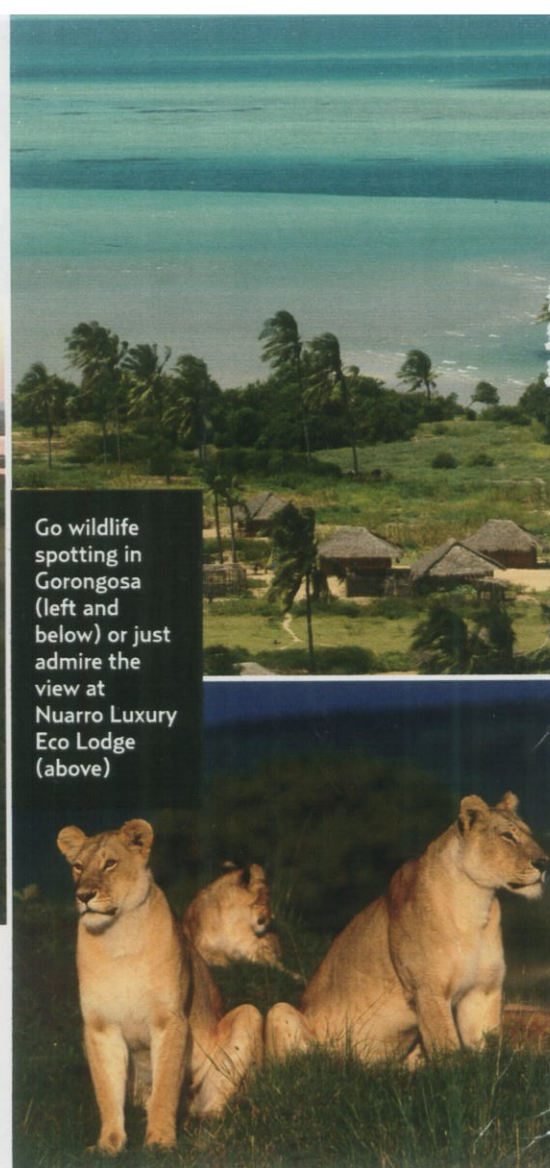 Go wildlife
spotting in
Gorongosa
(left and
below) or just
admire the
view at
Nuarro Luxury
Eco Lodge
(above)